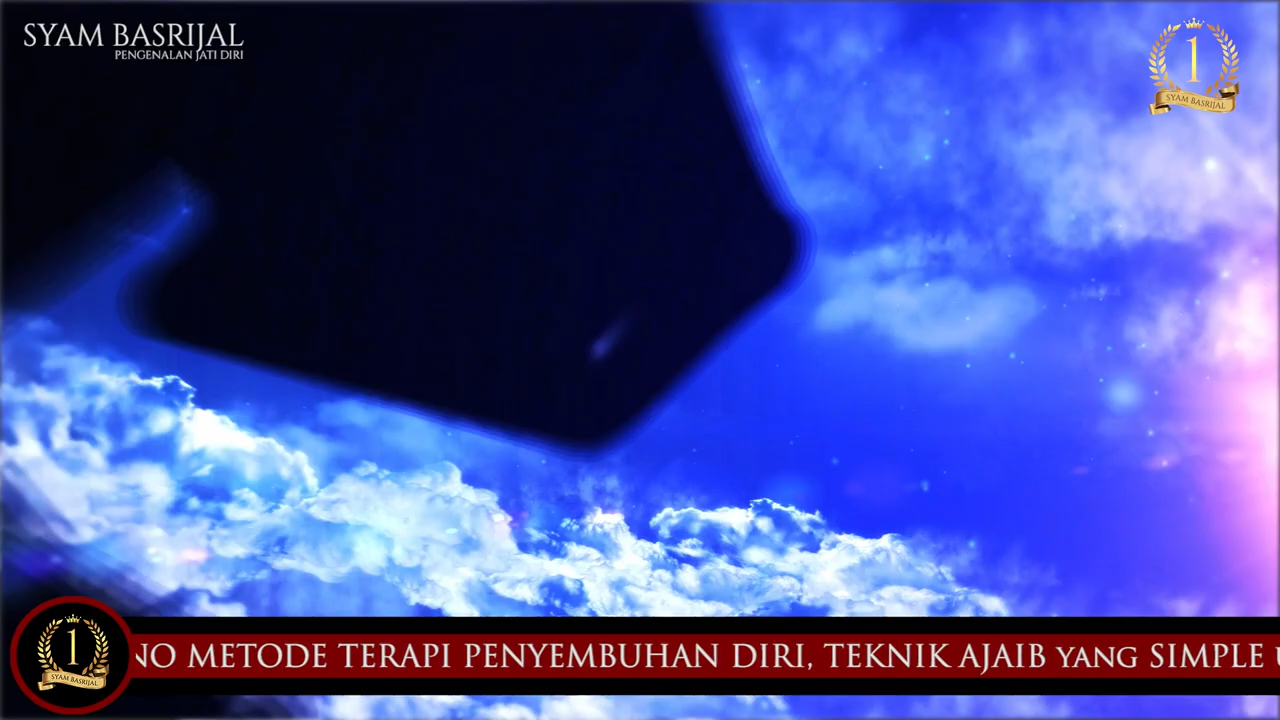 SYAM BASRIJAL
PENGENALAN JATI DIRI
1
SYAM BASRIJAL
METODE TERAPI PENYEMBUHAN DIRI, TEKNIK AJAIB YANG SIMPLE
1
SYAM BASRIJAL